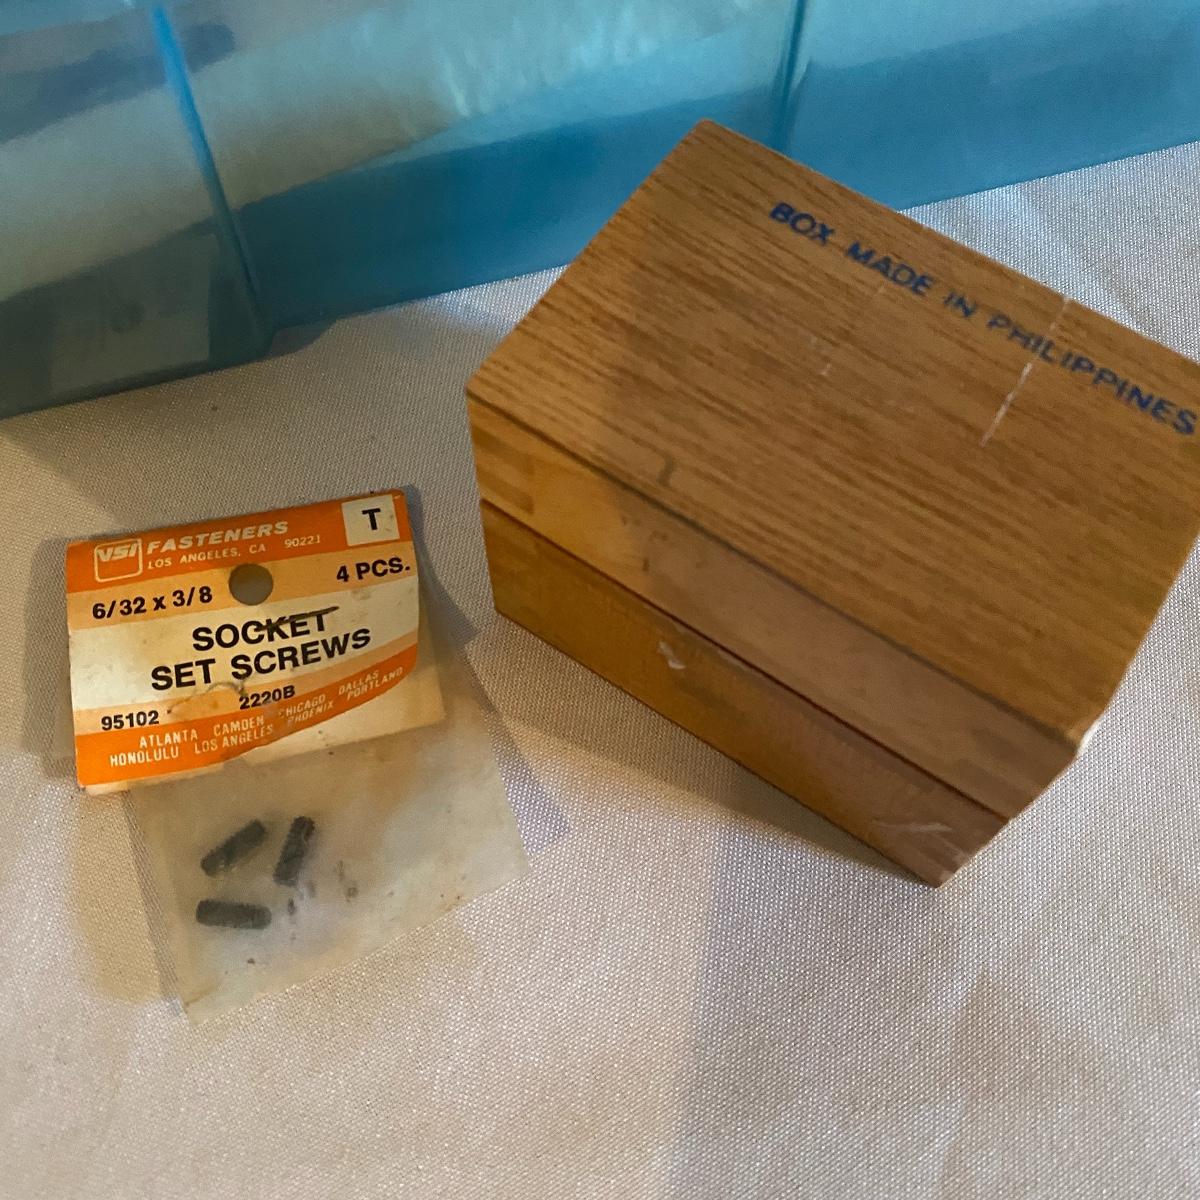 VSI FASTENERS
LOS ANGELES, CA 90221
T
6/32 x 3/8
4 PCS.
SOCKET
SET SCREWS
95102
2220B
ATLANTA CAMDEN CHICAGO DALLAS
HONOLULU LOS ANGELES PHOENIX PORTLAND
BOX MADE IN PHILIPPINES